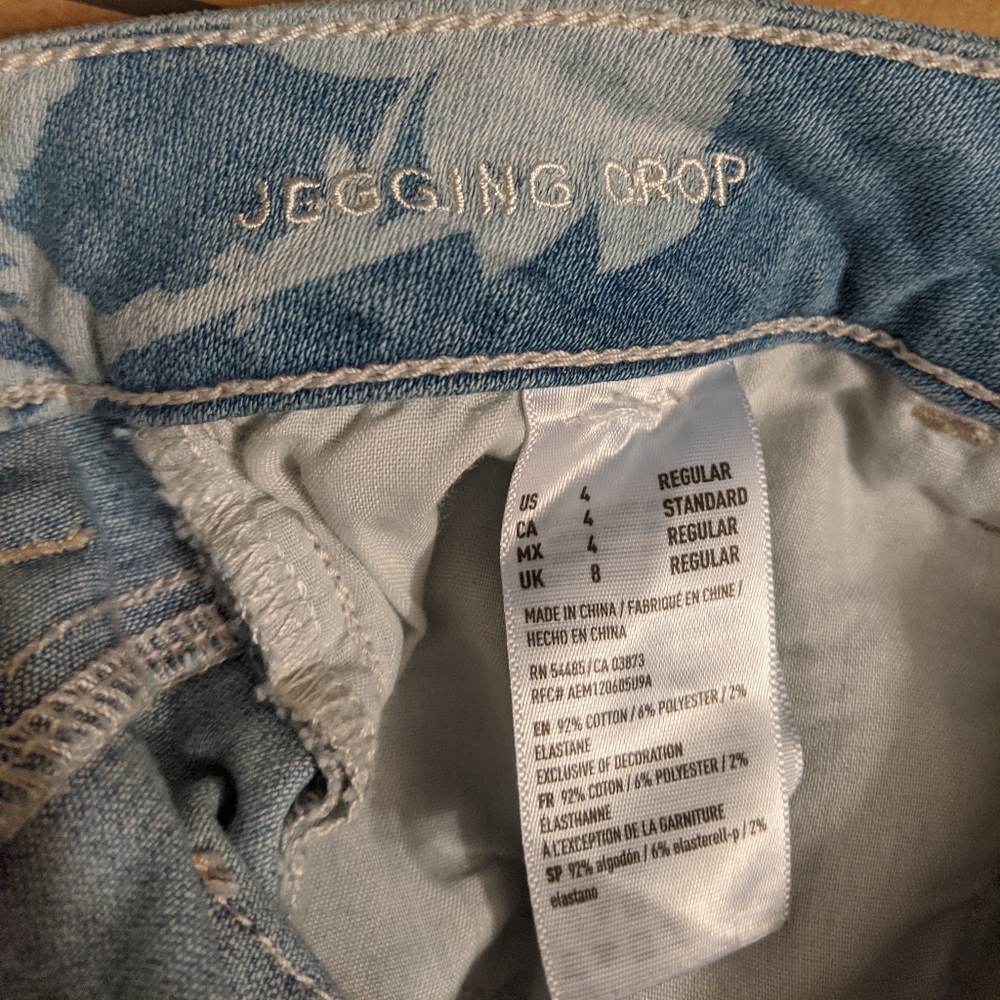 JEGGING CROP
US 4 REGULAR
CA 4 STANDARD
MX 4 REGULAR
UK 8 REGULAR
MADE IN CHINA / FABRIQUÉ EN CHINE /
HECHO EN CHINA
RN 54485/CA 03873
RFC# AEM120605U9A
EN 92% COTTON / 6% POLYESTER / 2%
ELASTANE
EXCLUSIVE OF DECORATION
FR 92% COTON / 6% POLYESTER / 2%
ÉLASTHANNE
À L'EXCEPTION DE LA GARNITURE
SP 92% algodón / 6% elasterell-p / 2%
elastano